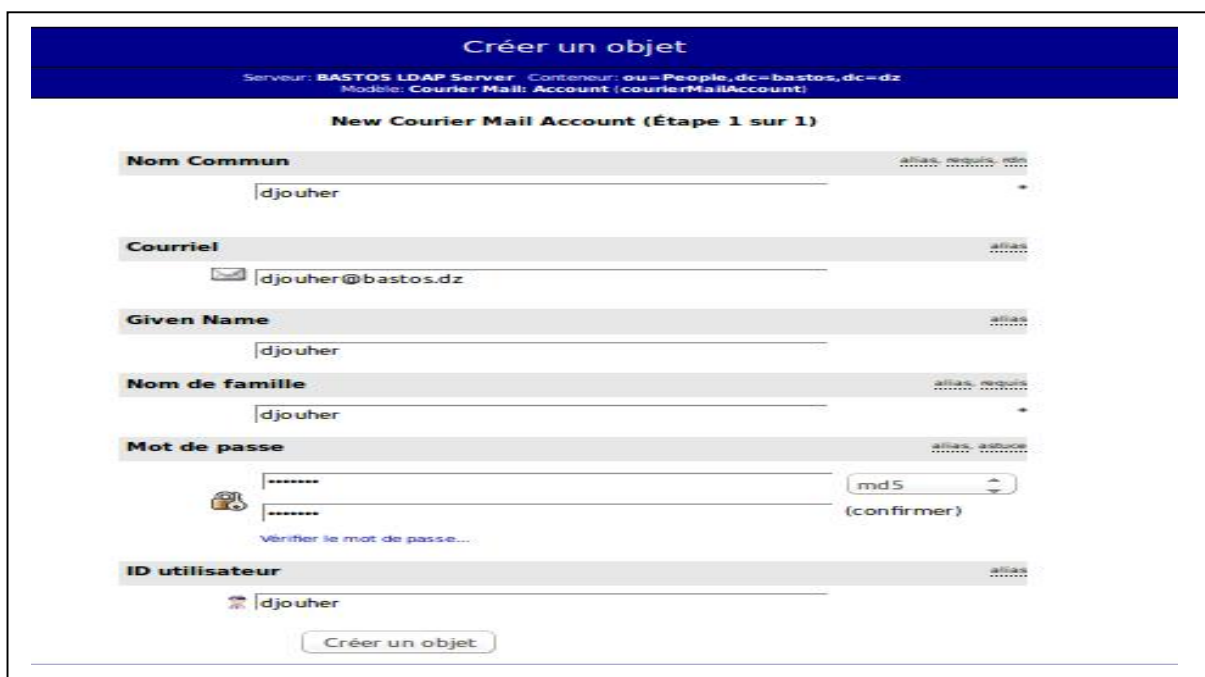 Créer un objet
Serveur: BASTOS LDAP Server Conteneur: ou=People,dc=bastos,dc=dz
Modèle: Courier Mail: Account (courierMailAccount)
New Courier Mail Account (Étape 1 sur 1)
Nom Commun alias, requis, rdn
djouher *
Courriel alias
djouher@bastos.dz
Given Name alias
djouher
Nom de famille alias, requis
djouher *
Mot de passe alias, astuce
••••••• md5
••••••• (confirmer)
Vérifier le mot de passe...
ID utilisateur alias
djouher
Créer un objet